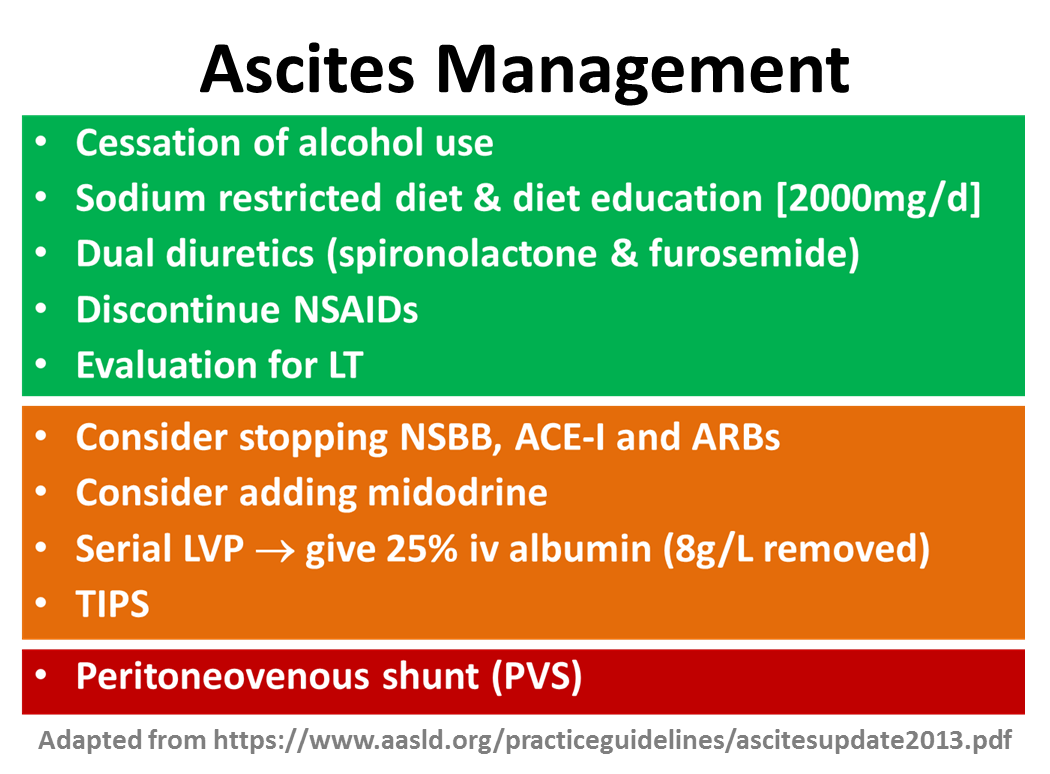 Ascites Management
• Cessation of alcohol use
• Sodium restricted diet & diet education [2000mg/d]
• Dual diuretics (spironolactone & furosemide)
• Discontinue NSAIDs
• Evaluation for LT
• Consider stopping NSBB, ACE-I and ARBs
• Consider adding midodrine
• Serial LVP → give 25% iv albumin (8g/L removed)
• TIPS
• Peritoneovenous shunt (PVS)
Adapted from https://www.aasld.org/practiceguidelines/ascitesupdate2013.pdf